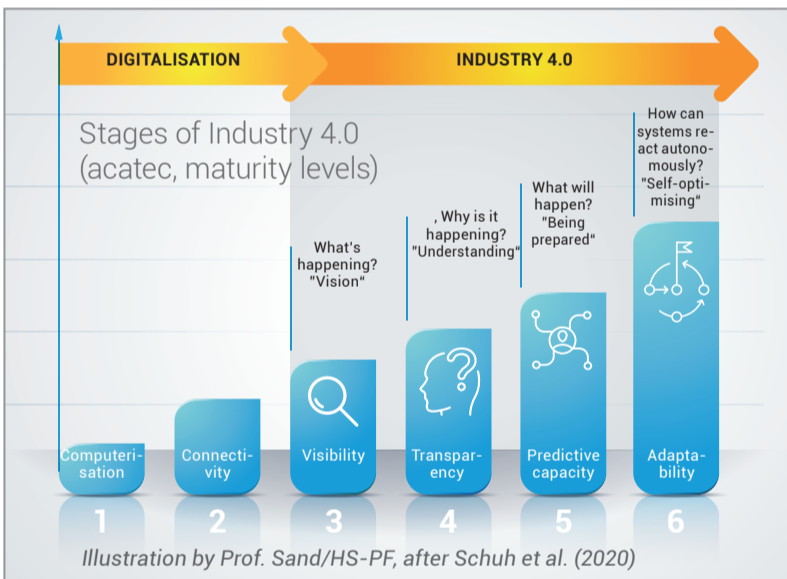 DIGITALISATION
INDUSTRY 4.0
Stages of Industry 4.0
(acatec, maturity levels)
What's
happening?
"Vision“
, Why is it
happening?
"Understanding“
What will
happen?
"Being
prepared“
How can
systems re-
act autono-
mously?
"Self-opti-
mising“
Computeri-
sation
Connecti-
vity
Visibility
Transpar-
ency
Predictive
capacity
Adapta-
bility
1
2
3
4
5
6
Illustration by Prof. Sand/HS-PF, after Schuh et al. (2020)